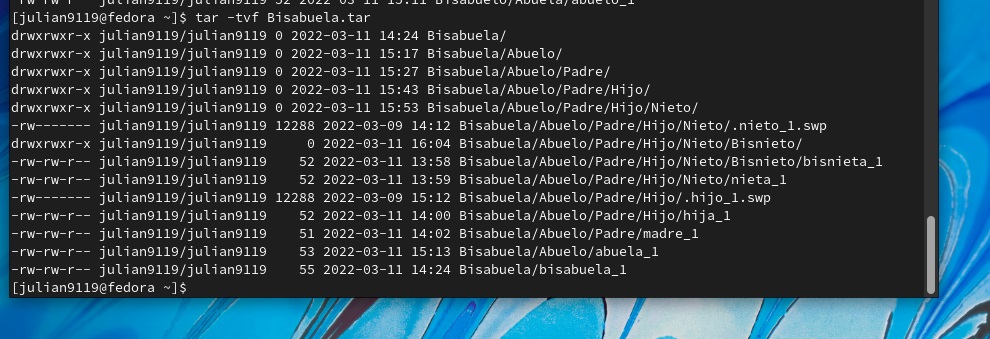 -rw-rw-r-- julian9119/julian9119 52 2022-03-11 15:11 Bisabuela/Abuelo/abuelo_1
[julian9119@fedora ~]$ tar -tvf Bisabuela.tar
drwxrwxr-x julian9119/julian9119 0 2022-03-11 14:24 Bisabuela/
drwxrwxr-x julian9119/julian9119 0 2022-03-11 15:17 Bisabuela/Abuelo/
drwxrwxr-x julian9119/julian9119 0 2022-03-11 15:27 Bisabuela/Abuelo/Padre/
drwxrwxr-x julian9119/julian9119 0 2022-03-11 15:43 Bisabuela/Abuelo/Padre/Hijo/
drwxrwxr-x julian9119/julian9119 0 2022-03-11 15:53 Bisabuela/Abuelo/Padre/Hijo/Nieto/
-rw------- julian9119/julian9119 12288 2022-03-09 14:12 Bisabuela/Abuelo/Padre/Hijo/Nieto/.nieto_1.swp
drwxrwxr-x julian9119/julian9119     0 2022-03-11 16:04 Bisabuela/Abuelo/Padre/Hijo/Nieto/Bisnieto/
-rw-rw-r-- julian9119/julian9119    52 2022-03-11 13:58 Bisabuela/Abuelo/Padre/Hijo/Nieto/Bisnieto/bisnieta_1
-rw-rw-r-- julian9119/julian9119    52 2022-03-11 13:59 Bisabuela/Abuelo/Padre/Hijo/Nieto/nieta_1
-rw------- julian9119/julian9119 12288 2022-03-09 15:12 Bisabuela/Abuelo/Padre/Hijo/.hijo_1.swp
-rw-rw-r-- julian9119/julian9119    52 2022-03-11 14:00 Bisabuela/Abuelo/Padre/Hijo/hija_1
-rw-rw-r-- julian9119/julian9119    51 2022-03-11 14:02 Bisabuela/Abuelo/Padre/madre_1
-rw-rw-r-- julian9119/julian9119    53 2022-03-11 15:13 Bisabuela/Abuelo/abuela_1
-rw-rw-r-- julian9119/julian9119    55 2022-03-11 14:24 Bisabuela/bisabuela_1
[julian9119@fedora ~]$